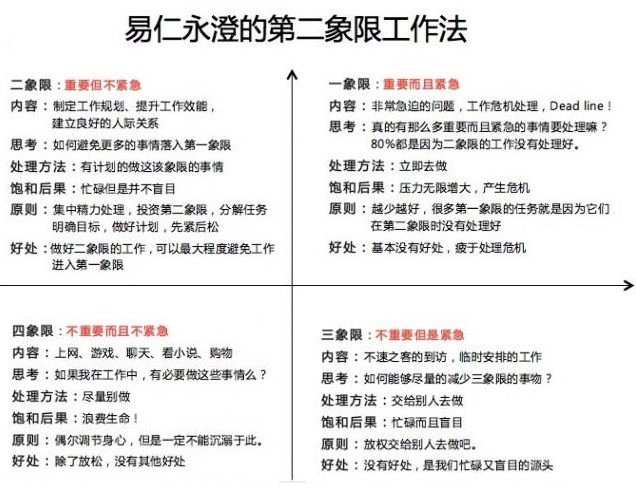 易仁永澄的第二象限工作法
二象限：重要但不紧急
内容：制定工作规划、提升工作效能，
建立良好的人际关系
思考：如何避免更多的事情落入第一象限
处理方法：有计划的做该象限的事情
饱和后果：忙碌但是并不盲目
原则：集中精力处理，投资第二象限，分解任务
明确目标，做好计划，先紧后松
好处：做好二象限的工作，可以最大程度避免工作
进入第一象限
一象限：重要而且紧急
内容：非常急迫的问题，工作危机处理，Dead line！
思考：真的有那么多重要而且紧急的事情要处理嘛？
80%都是因为二象限的工作没有处理好。
处理方法：立即去做
饱和后果：压力无限增大，产生危机
原则：越少越好，很多第一象限的任务就是因为它们
在第二象限时没有处理好
好处：基本没有好处，疲于处理危机
四象限：不重要而且不紧急
内容：上网、游戏、聊天、看小说、购物
思考：如果我在工作中，有必要做这些事情么？
处理方法：尽量别做
饱和后果：浪费生命！
原则：偶尔调节身心，但是一定不能沉溺于此。
好处：除了放松，没有其他好处
三象限：不重要但是紧急
内容：不速之客的到访，临时安排的工作
思考：如何能够尽量的减少三象限的事物？
处理方法：交给别人去做
饱和后果：忙碌而且盲目
原则：放权交给别人去做吧。
好处：没有好处，是我们忙碌又盲目的源头